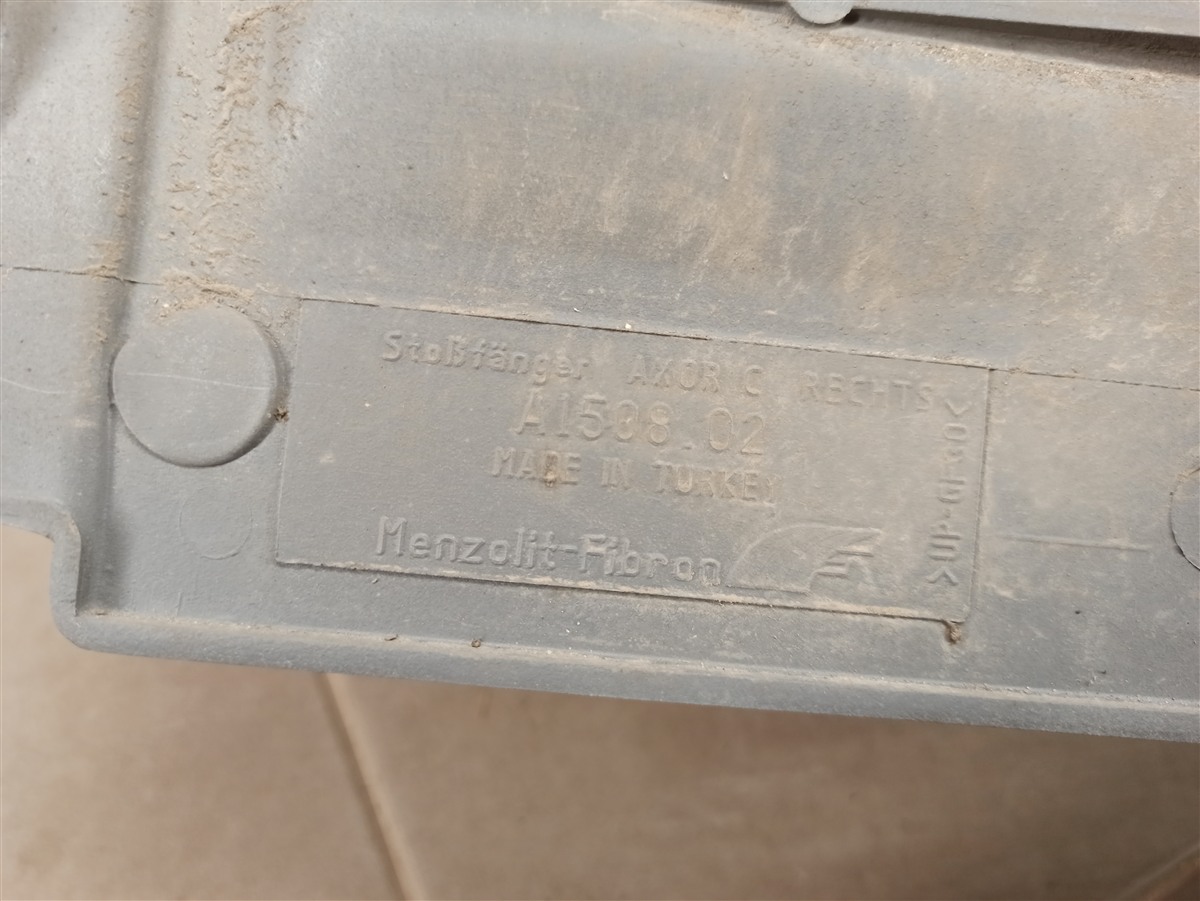 Stoßfänger AXOR C RECHTS
A1508.02
MADE IN TURKEY
Menzolit-Fibron